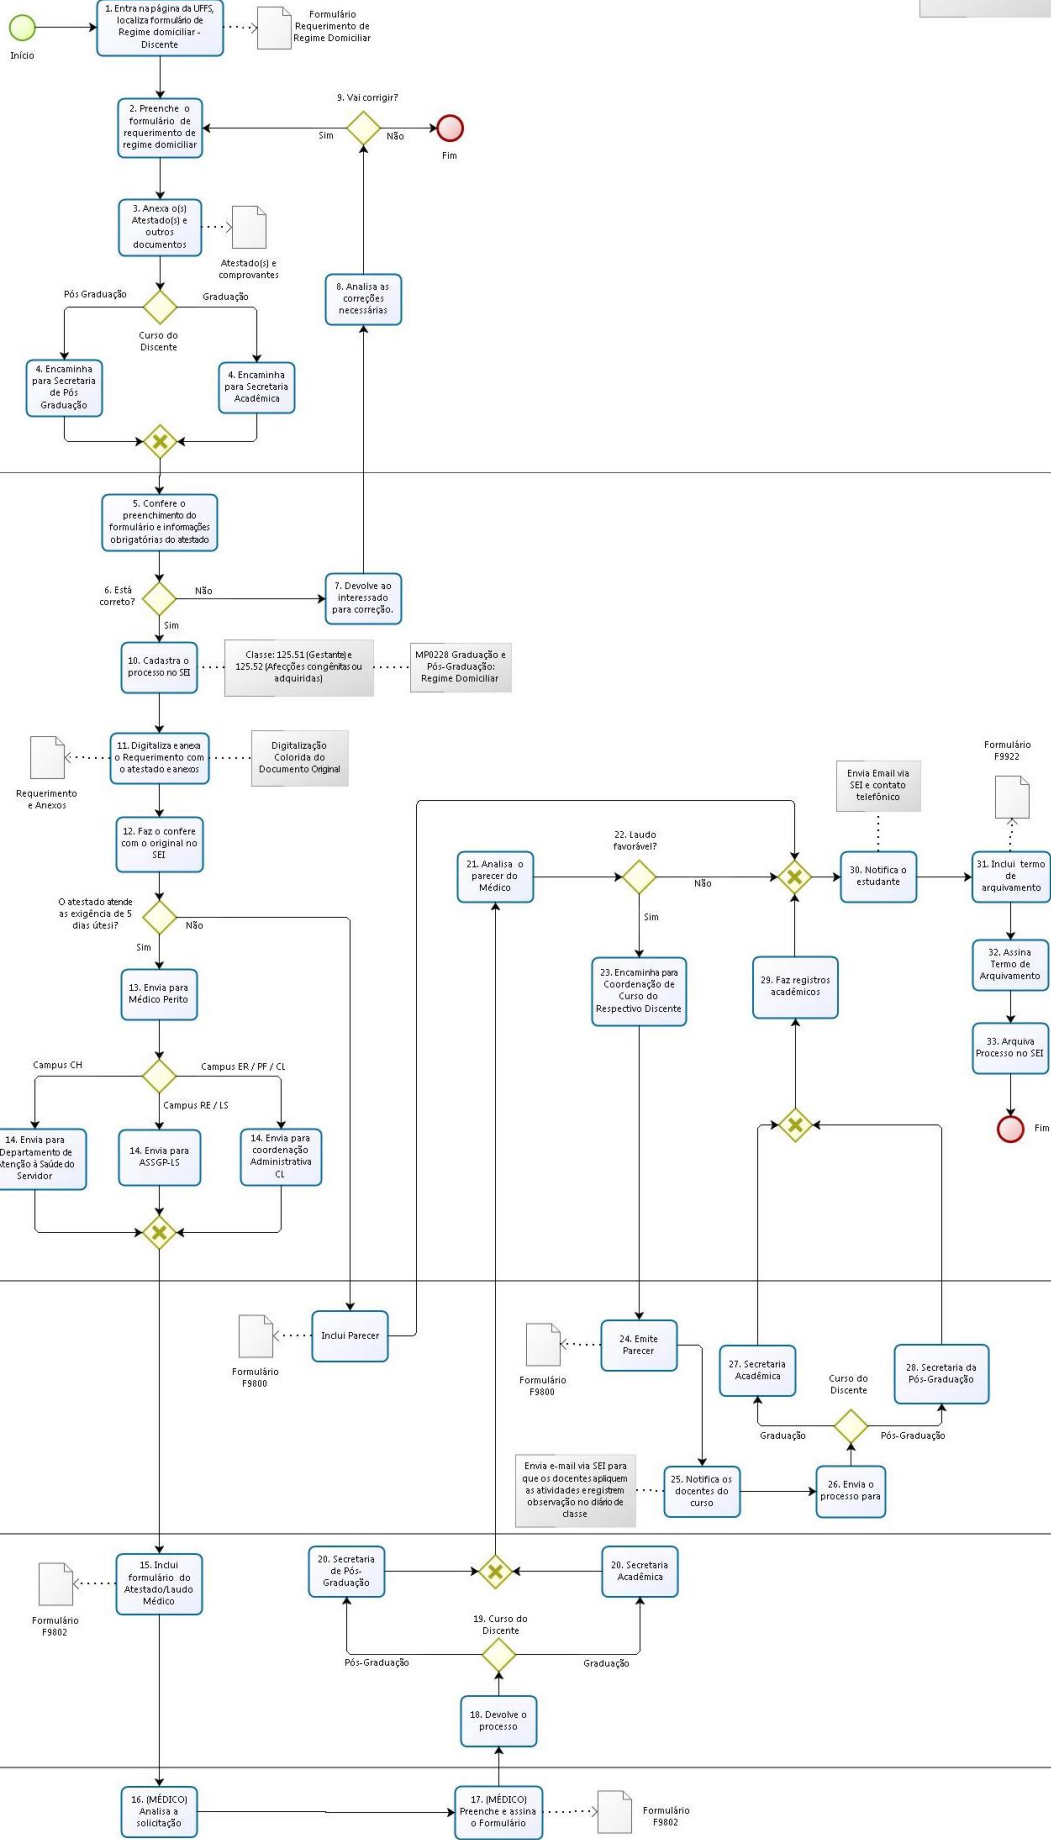 1. Entra na página da UFFS,
localiza formulário de
Regime domiciliar -
Discente
Formulário
Requerimento de
Regime Domiciliar
Início
9. Vai corrigir?
2. Preenche o
formulário de
requerimento de
regime domiciliar
Sim
Não
Fim
3. Anexa o(s)
Atestado(s) e
outros
documentos
Atestado(s) e
comprovantes
8. Analisa as
correções
necessárias
Pós Graduação
Graduação
Curso do
Discente
4. Encaminha
para Secretaria
de Pós
Graduação
4. Encaminha
para Secretaria
Acadêmica
5. Confere o
preenchimento do
formulário e informações
obrigatórias do atestado
6. Está
correto?
Não
7. Devolve ao
interessado
para correção.
Sim
10. Cadastra o
processo no SEI
Classe: 125.51 (Gestante) e
125.52 (Afecções congênitas ou
adquiridas)
MP0228 Graduação e
Pós-Graduação:
Regime Domiciliar
11. Digitaliza e anexa
o Requerimento com
o atestado e anexos
Digitalização
Colorida do
Documento Original
Requerimento
e Anexos
Formulário
F9922
Envia Email via
SEI e contato
telefônico
12. Faz o confere
com o original no
SEI
21. Analisa o
parecer do
Médico
22. Laudo
favorável?
Não
30. Notifica o
estudante
31. Inclui termo
de
arquivamento
O atestado atende
as exigência de 5
dias útesi?
Não
Sim
Sim
13. Envia para
Médico Perito
23. Encaminha para
Coordenação de
Curso do
Respectivo Discente
29. Faz registros
acadêmicos
32. Assina
Termo de
Arquivamento
33. Arquiva
Processo no SEI
Campus CH
Campus ER / PF / CL
Campus RE / LS
14. Envia para
Departamento de
Atenção à Saúde do
Servidor
14. Envia para
ASSGP-LS
14. Envia para
coordenação
Administrativa
CL
Fim
Inclui Parecer
Formulário
F9800
24. Emite
Parecer
Formulário
F9800
27. Secretaria
Acadêmica
Curso do
Discente
28. Secretaria da
Pós-Graduação
Graduação
Pós-Graduação
Envia e-mail via SEI para
que os docentes apliquem
as atividades e registrem
observação no diário de
classe
25. Notifica os
docentes do
curso
26. Envia o
processo para
15. Inclui
formulário do
Atestado/Laudo
Médico
Formulário
F9802
20. Secretaria
de Pós-
Graduação
20. Secretaria
Acadêmica
19. Curso do
Discente
Pós-Graduação
Graduação
18. Devolve o
processo
16. (MÉDICO)
Analisa a
solicitação
17. (MÉDICO)
Preenche e assina
o Formulário
Formulário
F9802